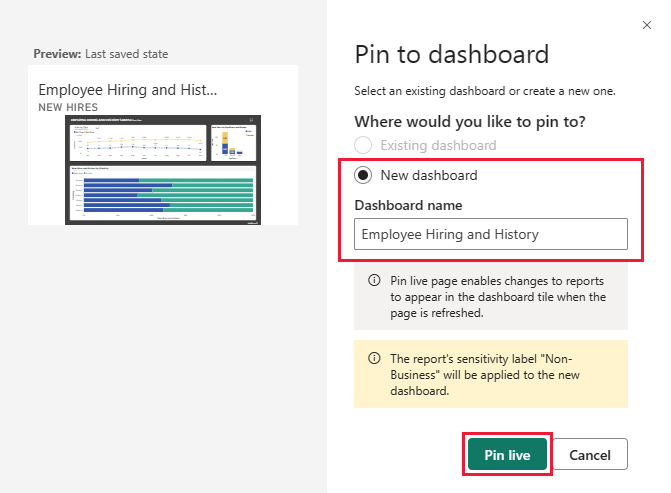 Preview: Last saved state
Employee Hiring and Hist...
NEW HIRES
Pin to dashboard
Select an existing dashboard or create a new one.
Where would you like to pin to?
Existing dashboard
New dashboard
Dashboard name
Employee Hiring and History
Pin live page enables changes to reports
to appear in the dashboard tile when the
page is refreshed.
The report's sensitivity label "Non-
Business" will be applied to the new
dashboard.
Pin live
Cancel